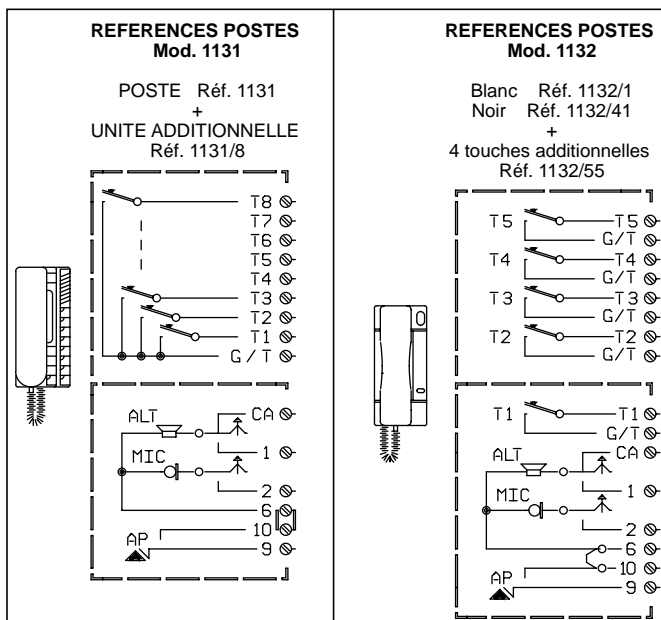 REFERENCES POSTES
Mod. 1131
POSTE Réf. 1131
+
UNITE ADDITIONNELLE
Réf. 1131/8
T8
T7
T6
T5
T4
T3
T2
T1
G/T
ALT
CA
1
MIC
2
6
10
AP
9
REFERENCES POSTES
Mod. 1132
Blanc Réf. 1132/1
Noir Réf. 1132/41
+
4 touches additionnelles
Réf. 1132/55
T5 T5
G/T
T4 T4
G/T
T3 T3
G/T
T2 T2
G/T
T1 T1
G/T
ALT CA
1
MIC
2
6
10
AP
9